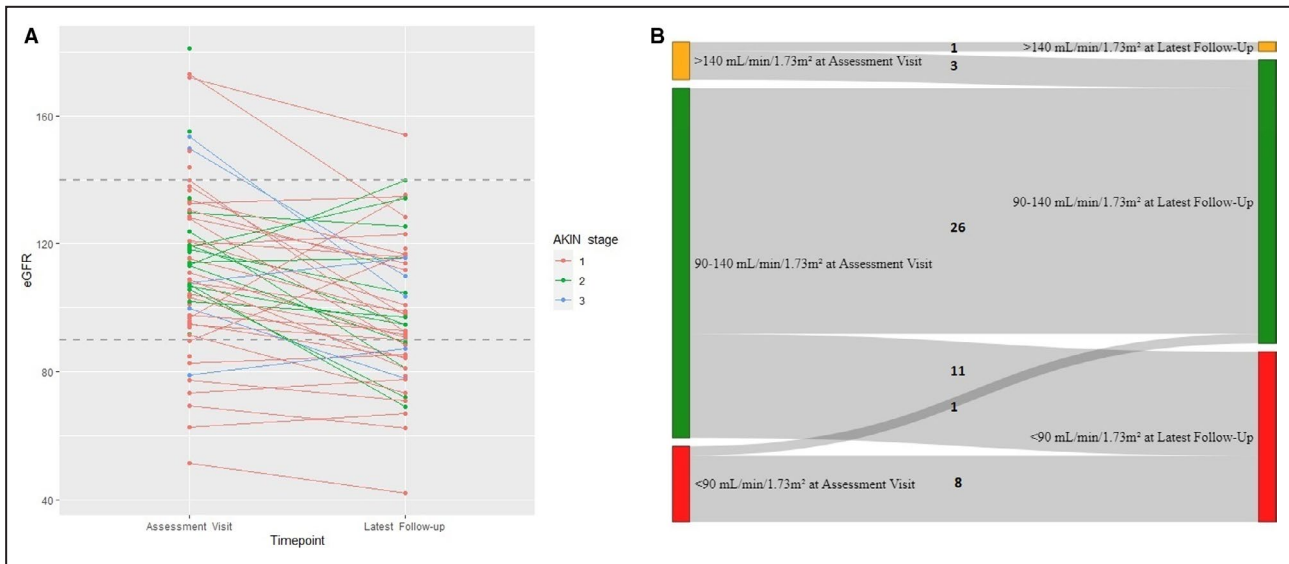 A
160
120
80
40
eGFR
Assessment Visit
Latest Follow-up
Timepoint
AKIN stage
1
2
3
B
1
>140 mL/min/1.73m² at Latest Follow-Up
>140 mL/min/1.73m² at Assessment Visit
3
90-140 mL/min/1.73m² at Latest Follow-Up
26
90-140 mL/min/1.73m² at Assessment Visit
11
1
<90 mL/min/1.73m² at Latest Follow-Up
<90 mL/min/1.73m² at Assessment Visit
8